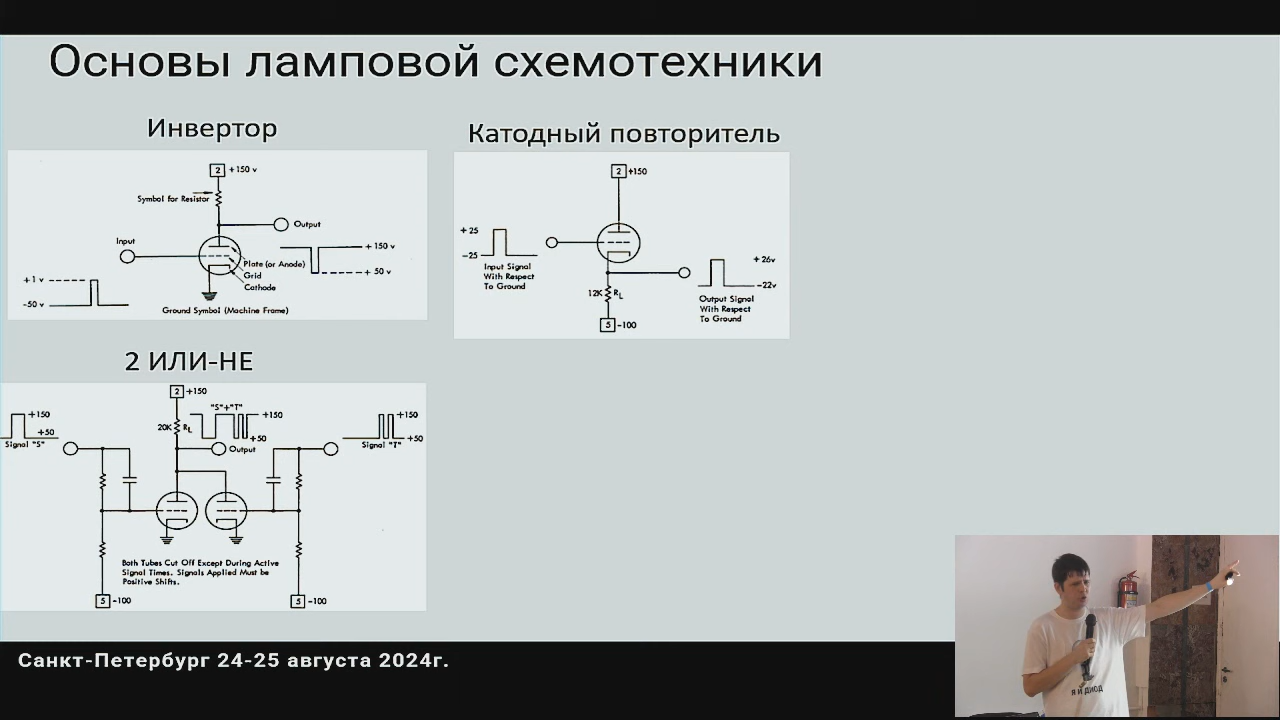 Основы ламповой схемотехники
Инвертор
2 +150 v
Symbol for Resistor
Output
Input
+ 150 v
Plate (or Anode)
Grid
Cathode
+ 50 v
+1 v
-50 v
Ground Symbol (Machine Frame)
Катодный повторитель
2 +150
+ 25
-25
Input Signal
With Respect
To Ground
+ 26v
-22v
12K RL
Output Signal
With Respect
To Ground
5 -100
2 ИЛИ-НЕ
2 +150
"S"+"T"
+150
+50
Signal "S"
20K RL
+150
+50
Output
+150
+50
Signal "T"
Both Tubes Cut Off Except During Active
Signal Times. Signals Applied Must be
Positive Shifts.
5 -100
5 -100
Санкт-Петербург 24-25 августа 2024г.
Я И ДИОД